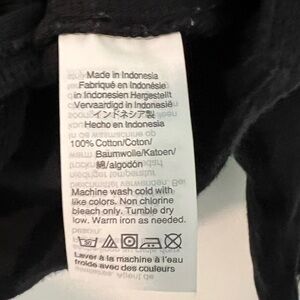 Made in Indonesia
Fabriqué en Indonésie
in Indonesien Hergestellt
Vervaardigd in Indonesië
インドネシア製
Hecho en Indonesia
100% Cotton/Coton/
Baumwolle/Katoen/
綿/algodón
Machine wash cold with
like colors. Non chlorine
bleach only. Tumble dry
low. Warm iron as needed.
Laver à la machine à l'eau
froide avec des couleurs